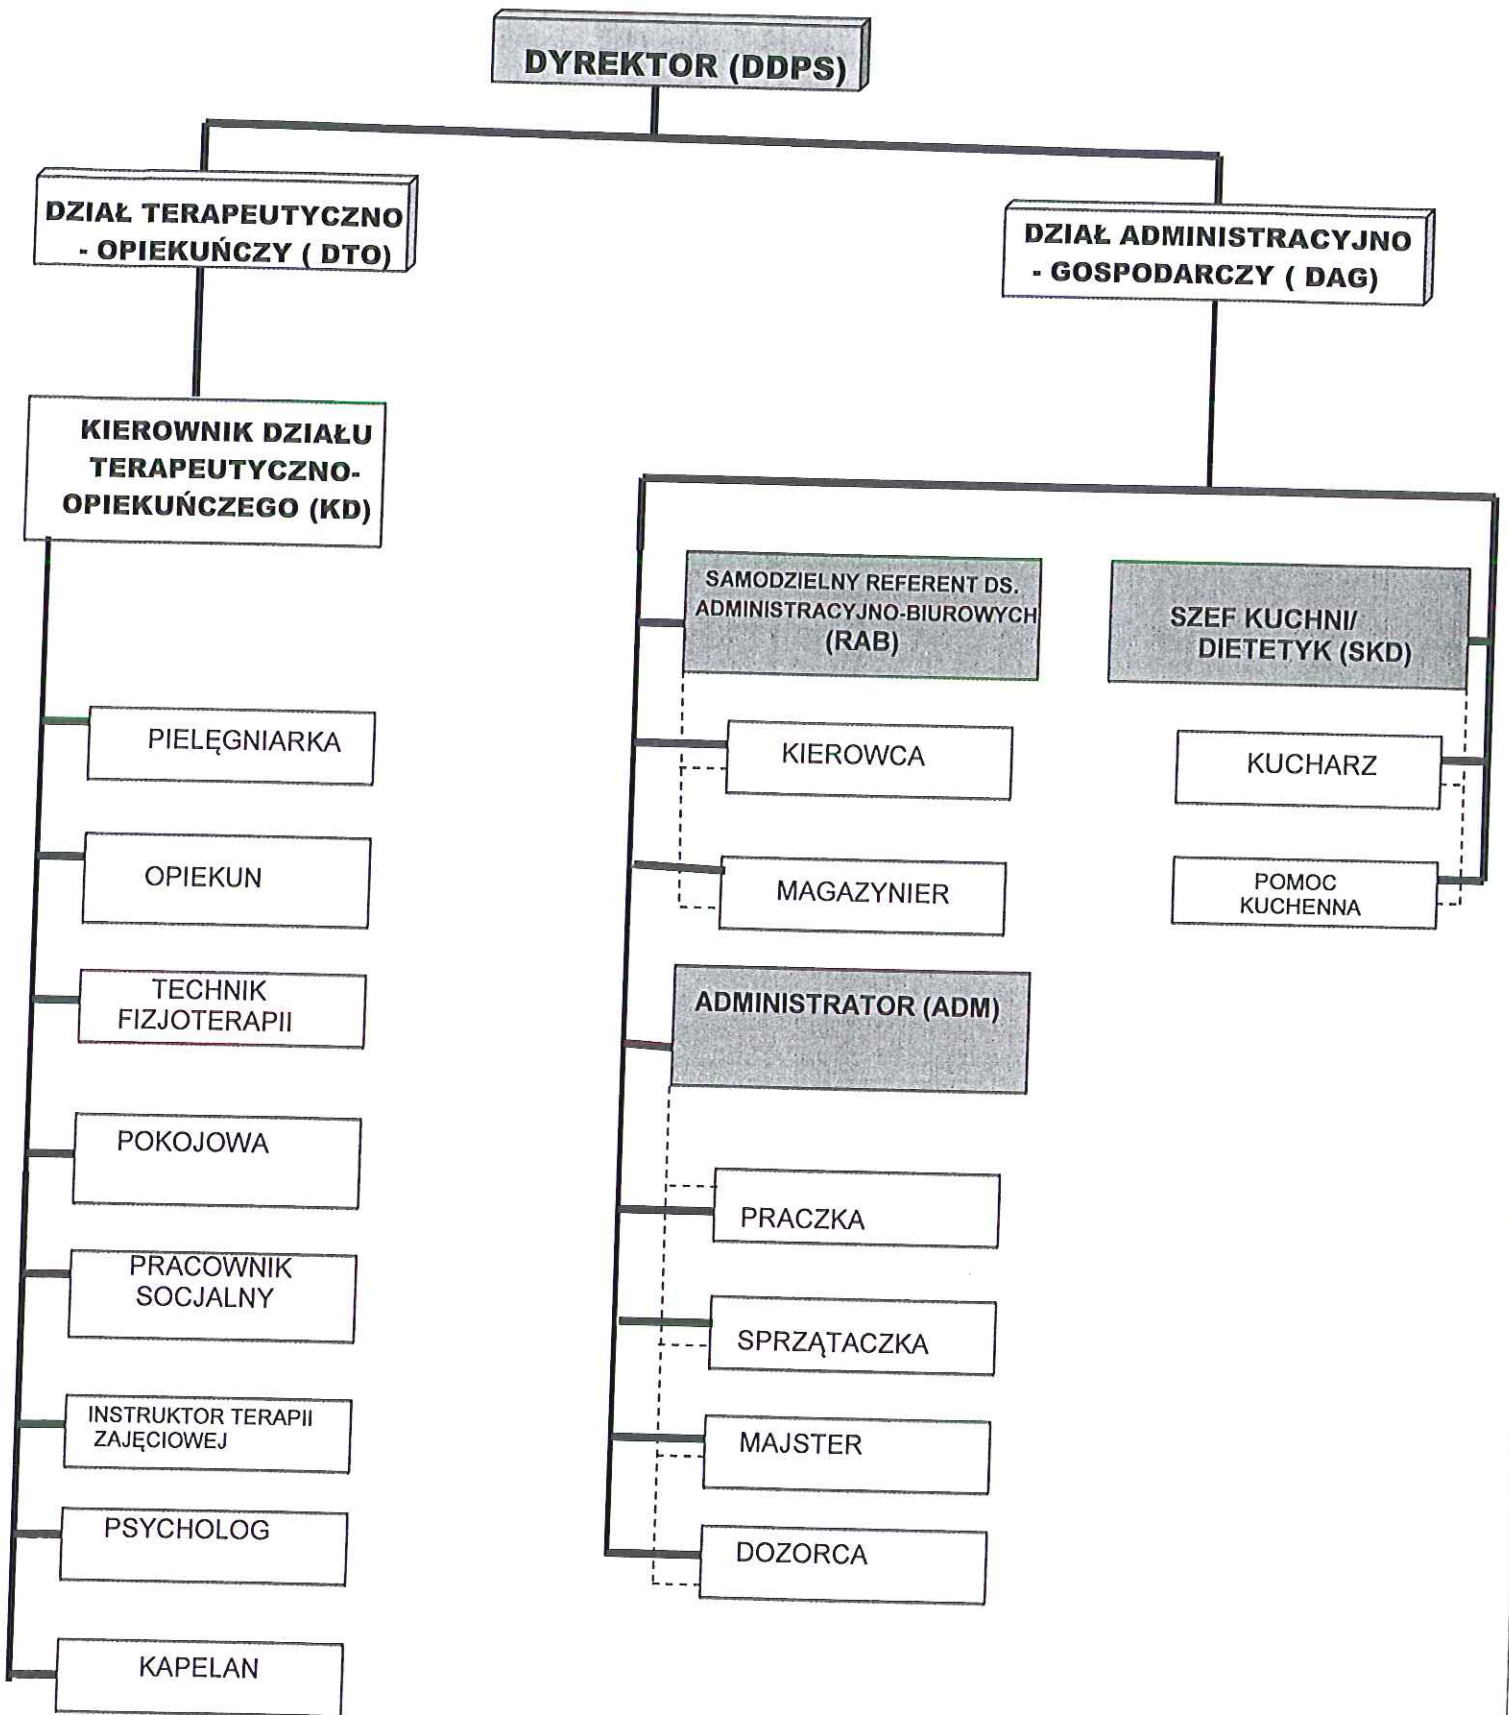 DYREKTOR (DDPS)
DZIAŁ TERAPEUTYCZNO
- OPIEKUŃCZY ( DTO)
DZIAŁ ADMINISTRACYJNO
- GOSPODARCZY ( DAG)
KIEROWNIK DZIAŁU
TERAPEUTYCZNO-
OPIEKUŃCZEGO (KD)
PIELĘGNIARKA
OPIEKUN
TECHNIK
FIZJOTERAPII
POKOJOWA
PRACOWNIK
SOCJALNY
INSTRUKTOR TERAPII
ZAJĘCIOWEJ
PSYCHOLOG
KAPELAN
SAMODZIELNY REFERENT DS.
ADMINISTRACYJNO-BIUROWYCH
(RAB)
KIEROWCA
MAGAZYNIER
ADMINISTRATOR (ADM)
PRACZKA
SPRZĄTACZKA
MAJSTER
DOZORCA
SZEF KUCHNI/
DIETETYK (SKD)
KUCHARZ
POMOC
KUCHENNA